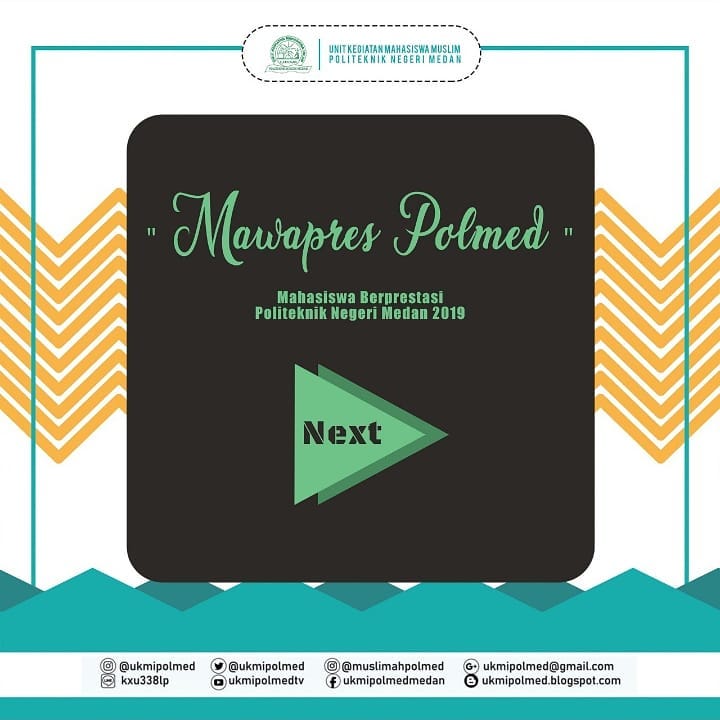 UNIT KEGIATAN MAHASISWA MUSLIM
POLITEKNIK NEGERI MEDAN
" Mawapres Polmed "
Mahasiswa Berprestasi
Politeknik Negeri Medan 2019
Next
@ukmipolmed @ukmipolmed @muslimahpolmed ukmipolmed@gmail.com
kxu338lp ukmipolmedtv ukmipolmedmedan ukmipolmed.blogspot.com